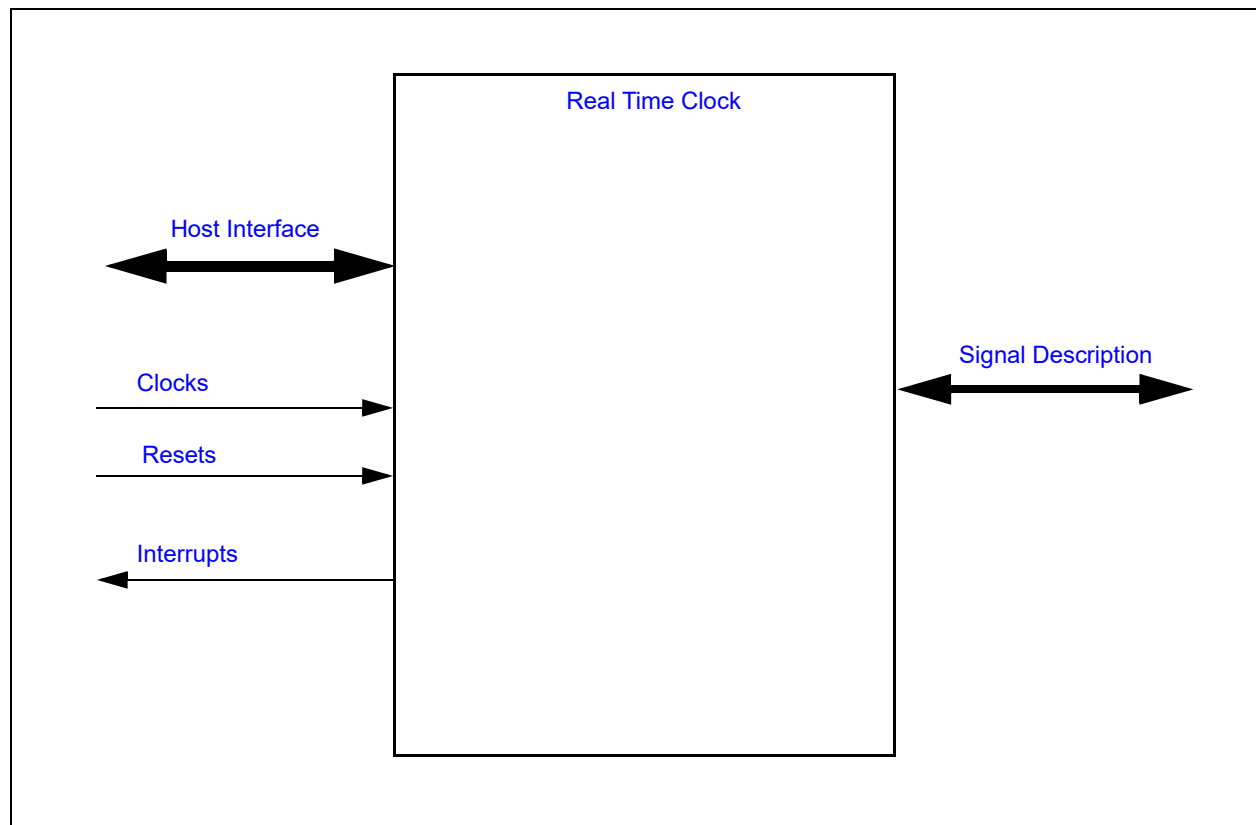 Real Time Clock
Host Interface
Signal Description
Clocks
Resets
Interrupts